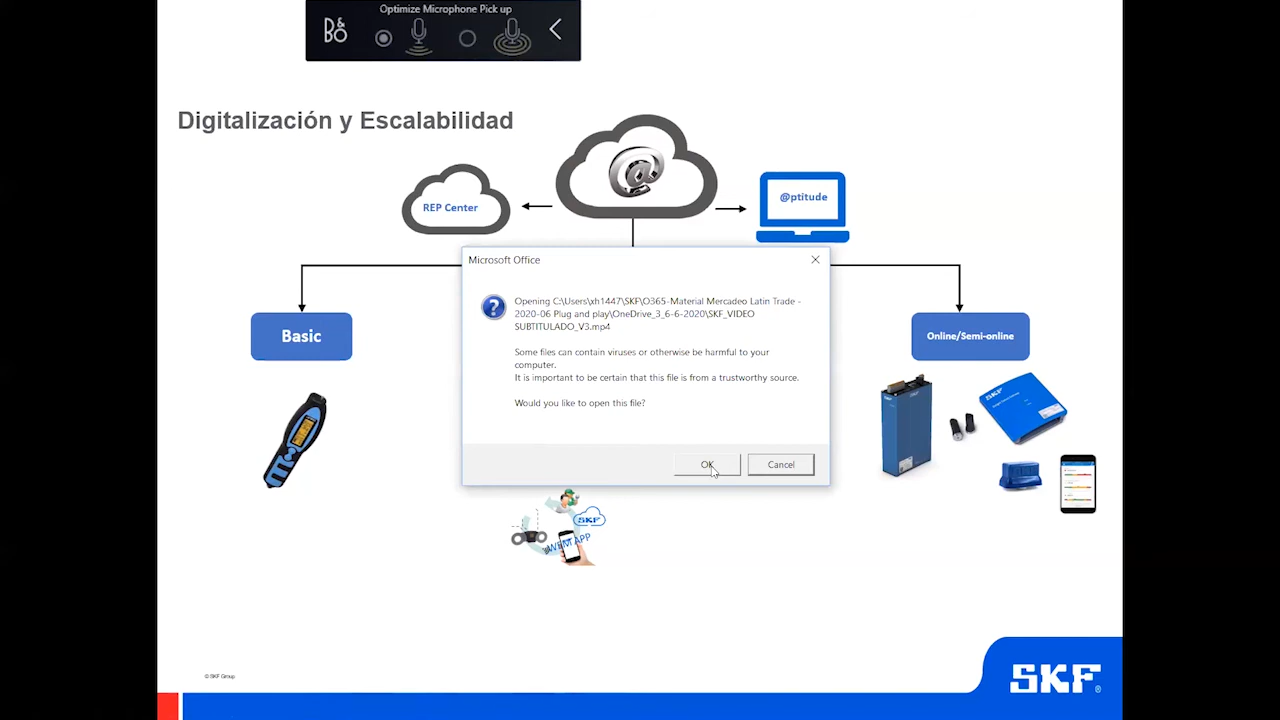 Optimize Microphone Pick up
B&O
Digitalización y Escalabilidad
@
REP Center
@ptitude
Microsoft Office
Opening C:\Users\xh1447\SKF\O365-Material Mercadeo Latin Trade -
2020-06 Plug and play\OneDrive_3_6-6-2020\SKF_VIDEO
SUBTITULADO_V3.mp4
Some files can contain viruses or otherwise be harmful to your
computer.
It is important to be certain that this file is from a trustworthy source.
Would you like to open this file?
OK
Cancel
Basic
Online/Semi-online
SKF
SKF
APP
© SKF Group
SKF®